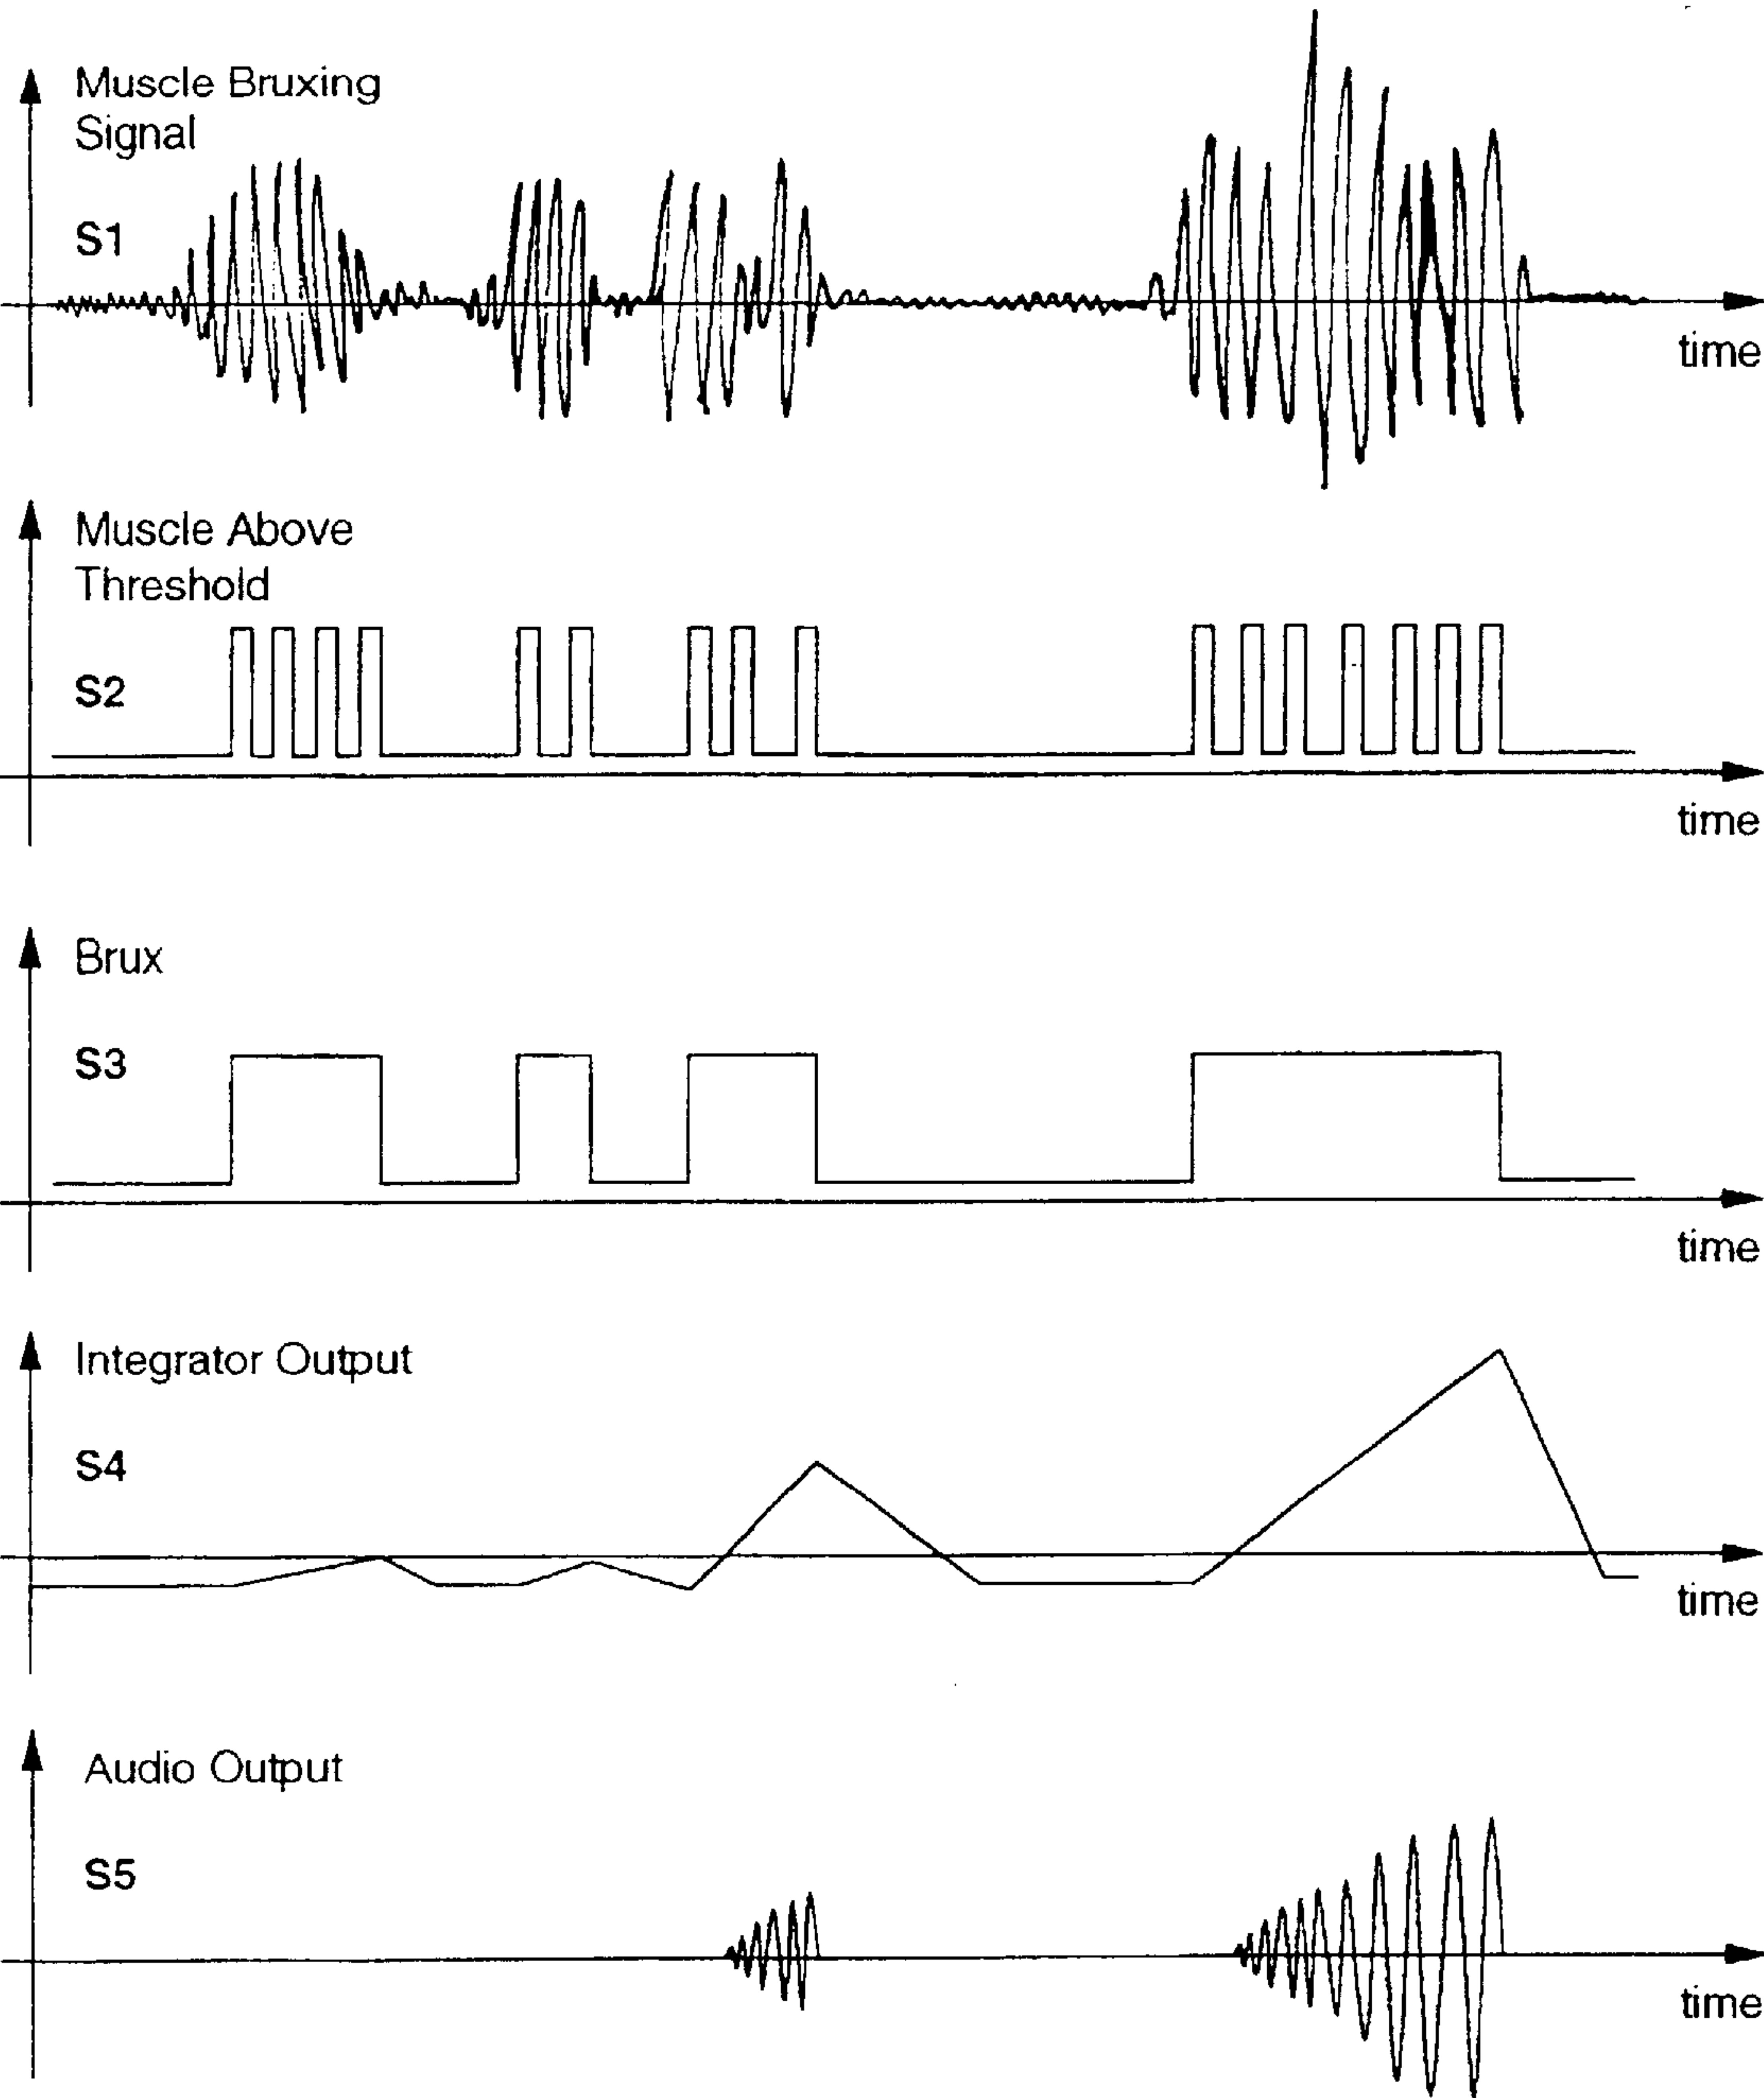 Muscle Bruxing
Signal
S1
time
Muscle Above
Threshold
S2
time
Brux
S3
time
Integrator Output
S4
time
Audio Output
S5
time